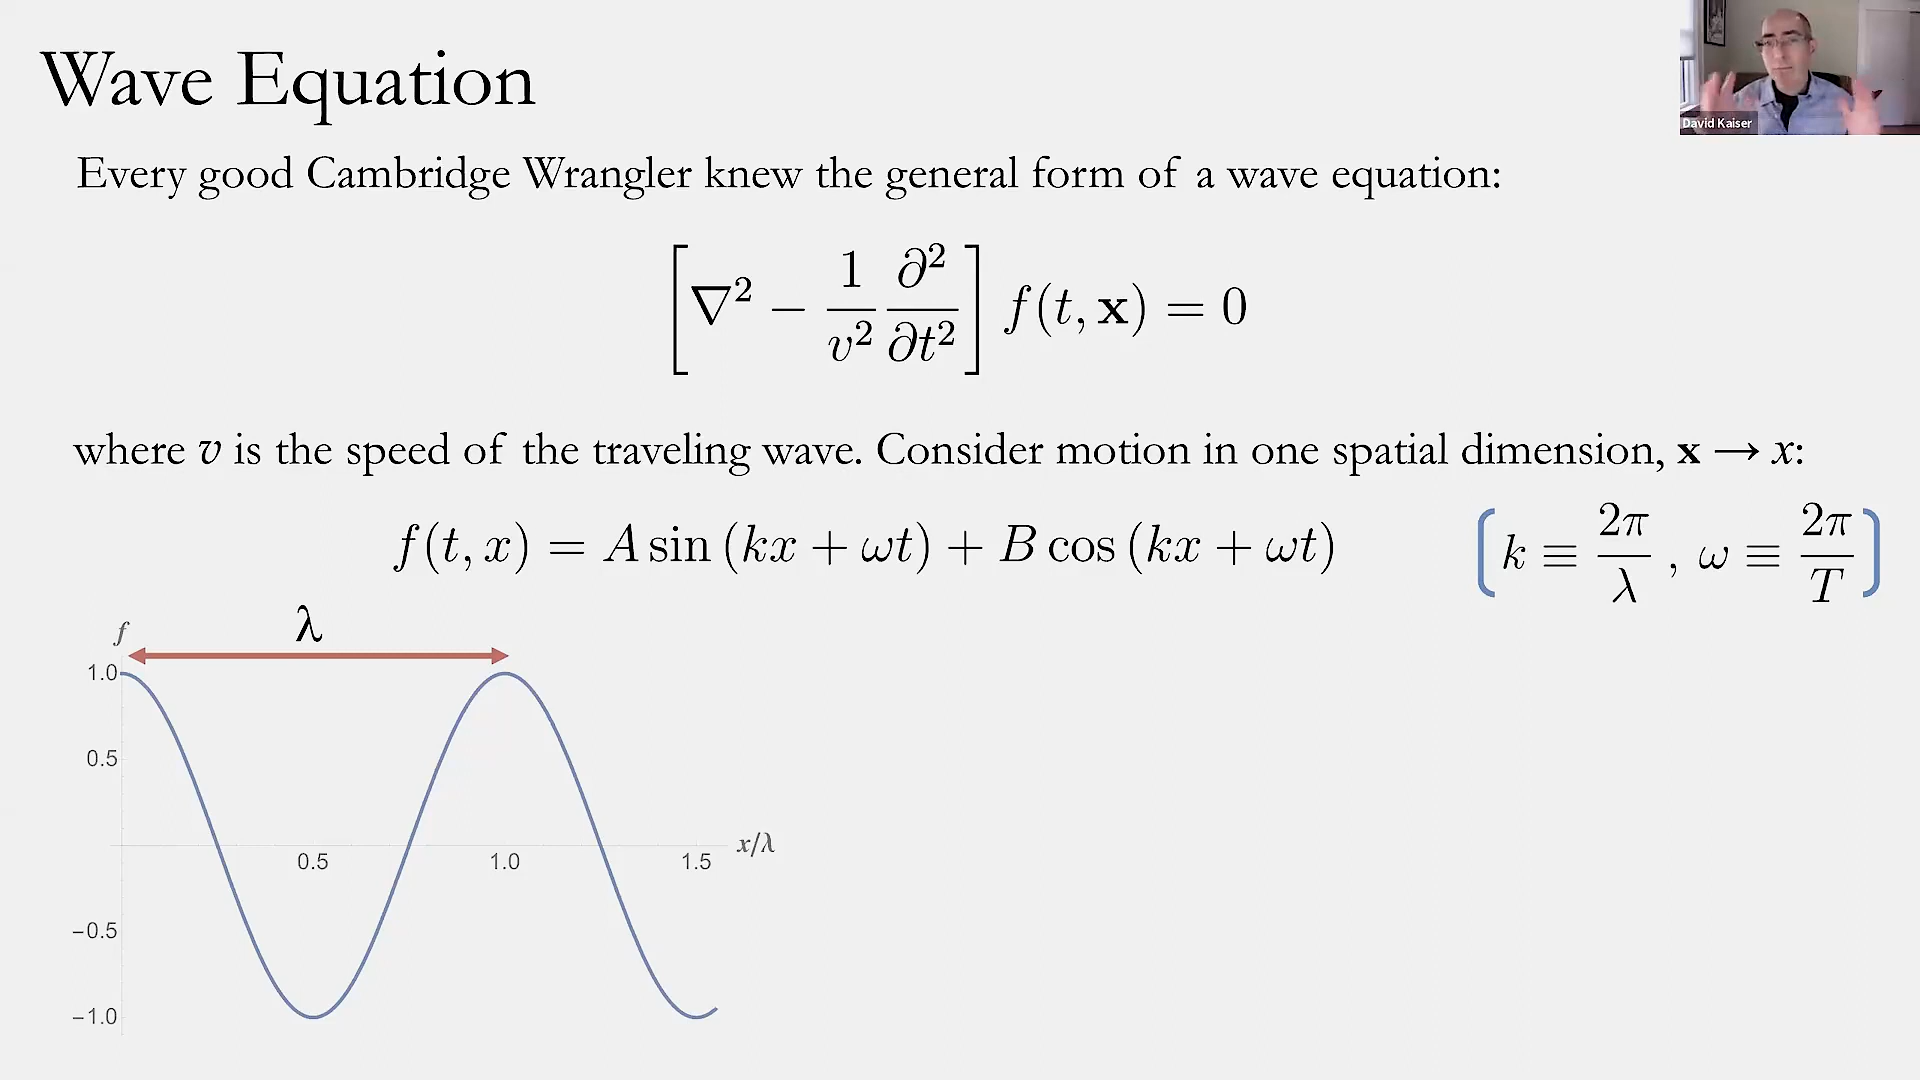 Wave Equation
David Kaiser
Every good Cambridge Wrangler knew the general form of a wave equation:
[∇² − 1/v² ∂²/∂t²] f(t, x) = 0
where v is the speed of the traveling wave. Consider motion in one spatial dimension, x → x:
f(t, x) = A sin (kx + ωt) + B cos (kx + ωt)
(k ≡ 2π/λ , ω ≡ 2π/T)
λ
f
1.0
0.5
x/λ
0.5 1.0 1.5
−0.5
−1.0